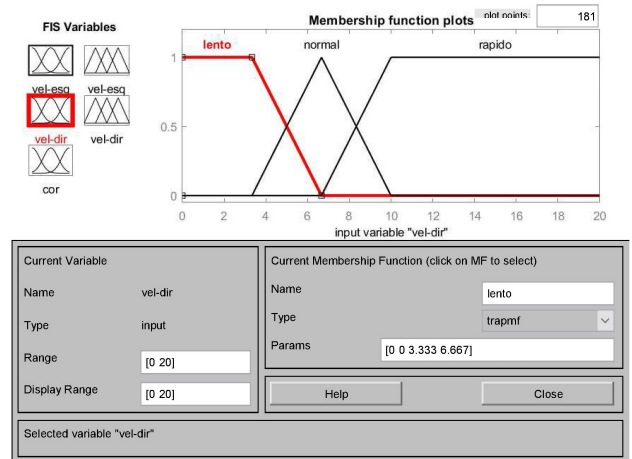 FIS Variables
vel-esq vel-esq
vel-dir vel-dir
cor
Membership function plots plot points: 181
lento normal rapido
1
0.5
0
0 2 4 6 8 10 12 14 16 18 20
input variable "vel-dir"
Current Variable
Name vel-dir
Type input
Range [0 20]
Display Range [0 20]
Current Membership Function (click on MF to select)
Name lento
Type trapmf
Params [0 0 3.333 6.667]
Help Close
Selected variable "vel-dir"